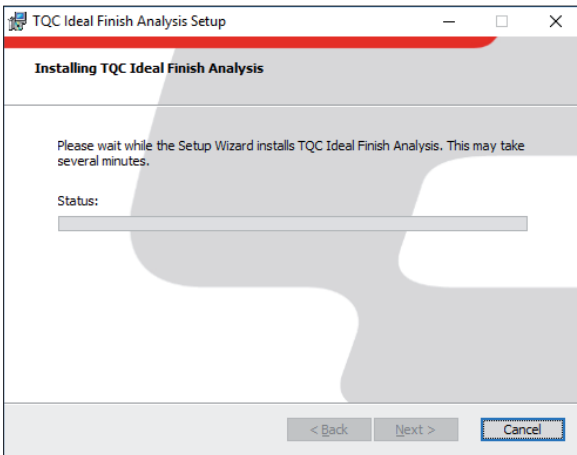 TQC Ideal Finish Analysis Setup
Installing TQC Ideal Finish Analysis
Please wait while the Setup Wizard installs TQC Ideal Finish Analysis. This may take
several minutes.
Status:
< Back Next > Cancel